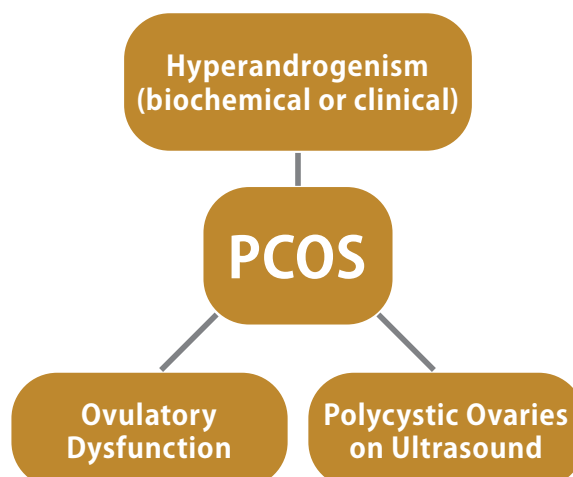 Hyperandrogenism
(biochemical or clinical)
PCOS
Ovulatory
Dysfunction
Polycystic Ovaries
on Ultrasound